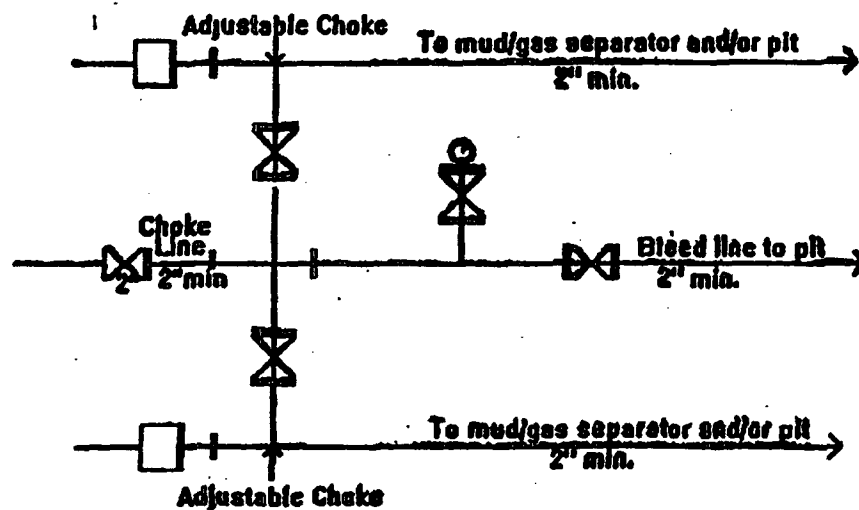 Adjustable Choke
To mud/gas separator and/or pit
2" min.
Choke
Line
2" 2" min
Bleed line to pit
2" min.
To mud/gas separator and/or pit
2" min.
Adjustable Choke